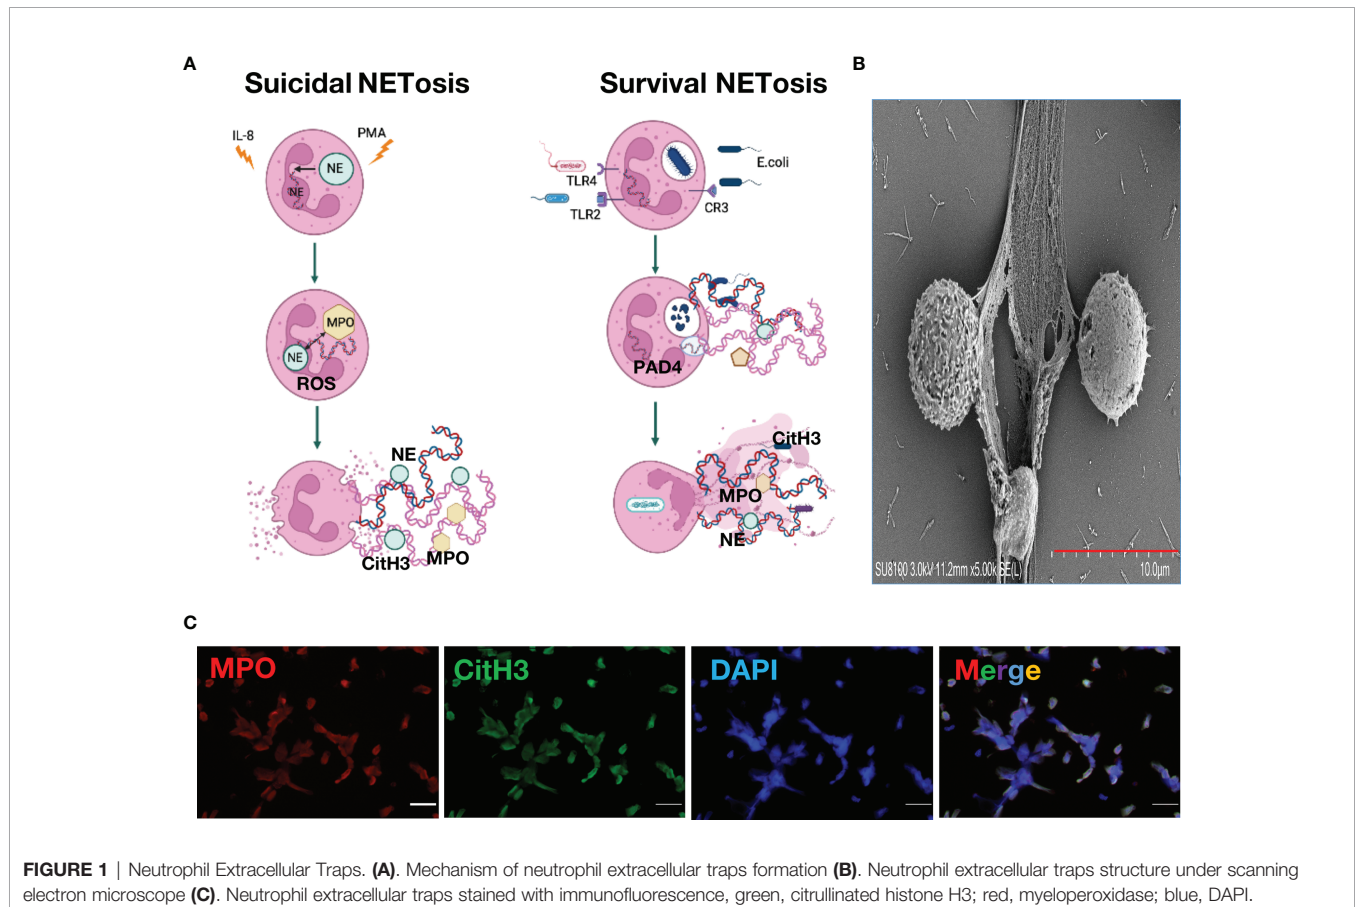 A
Suicidal NETosis
IL-8
PMA
NE
NE
MPO
NE
ROS
NE
CitH3
MPO
Survival NETosis
E.coli
TLR4
TLR2
CR3
PAD4
CitH3
MPO
NE
B
SU8100 3.0kV 11.2mm x5.00k SE(L)
10.0µm
C
MPO
CitH3
DAPI
Merge
FIGURE 1 | Neutrophil Extracellular Traps. (A). Mechanism of neutrophil extracellular traps formation (B). Neutrophil extracellular traps structure under scanning
electron microscope (C). Neutrophil extracellular traps stained with immunofluorescence, green, citrullinated histone H3; red, myeloperoxidase; blue, DAPI.